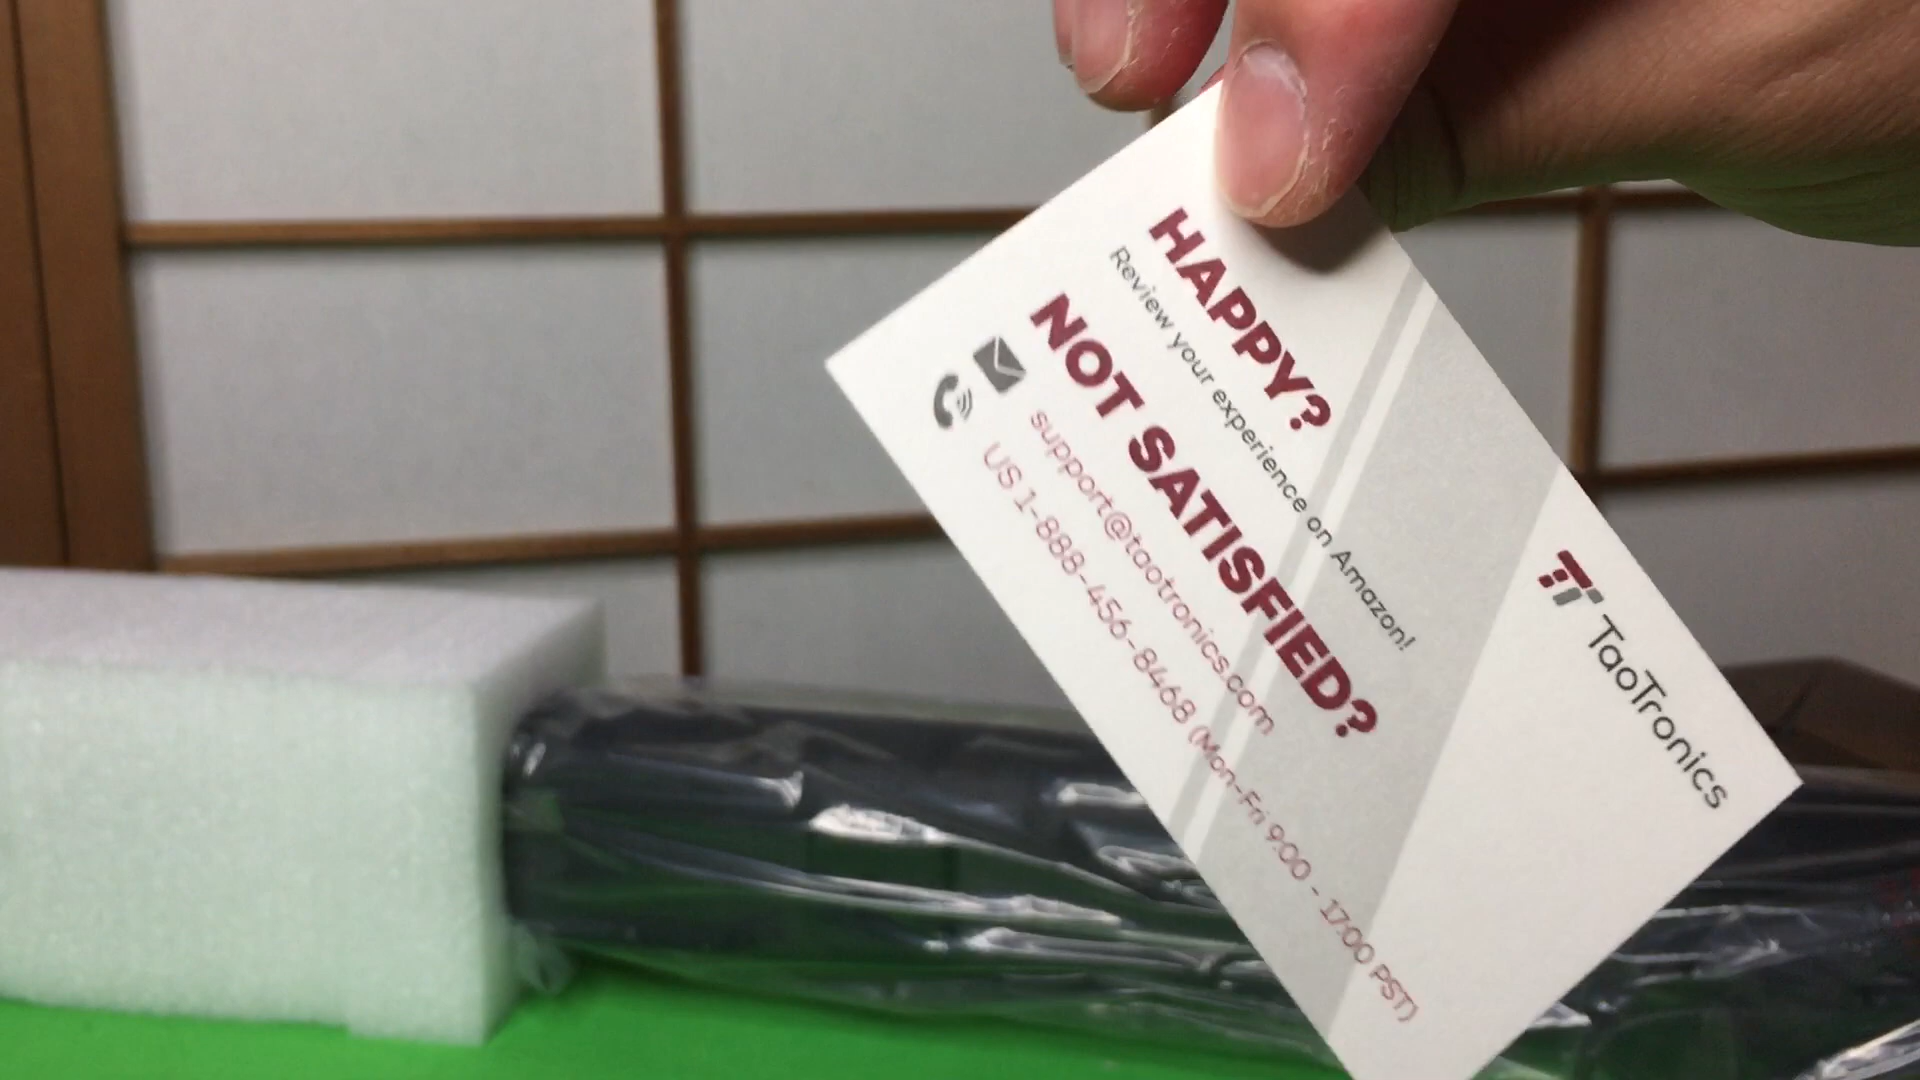 TaoTronics
HAPPY?
Review your experience on Amazon!
NOT SATISFIED?
support@taotronics.com
US 1-888-456-8468 (Mon-Fri 9:00 - 17:00 PST)